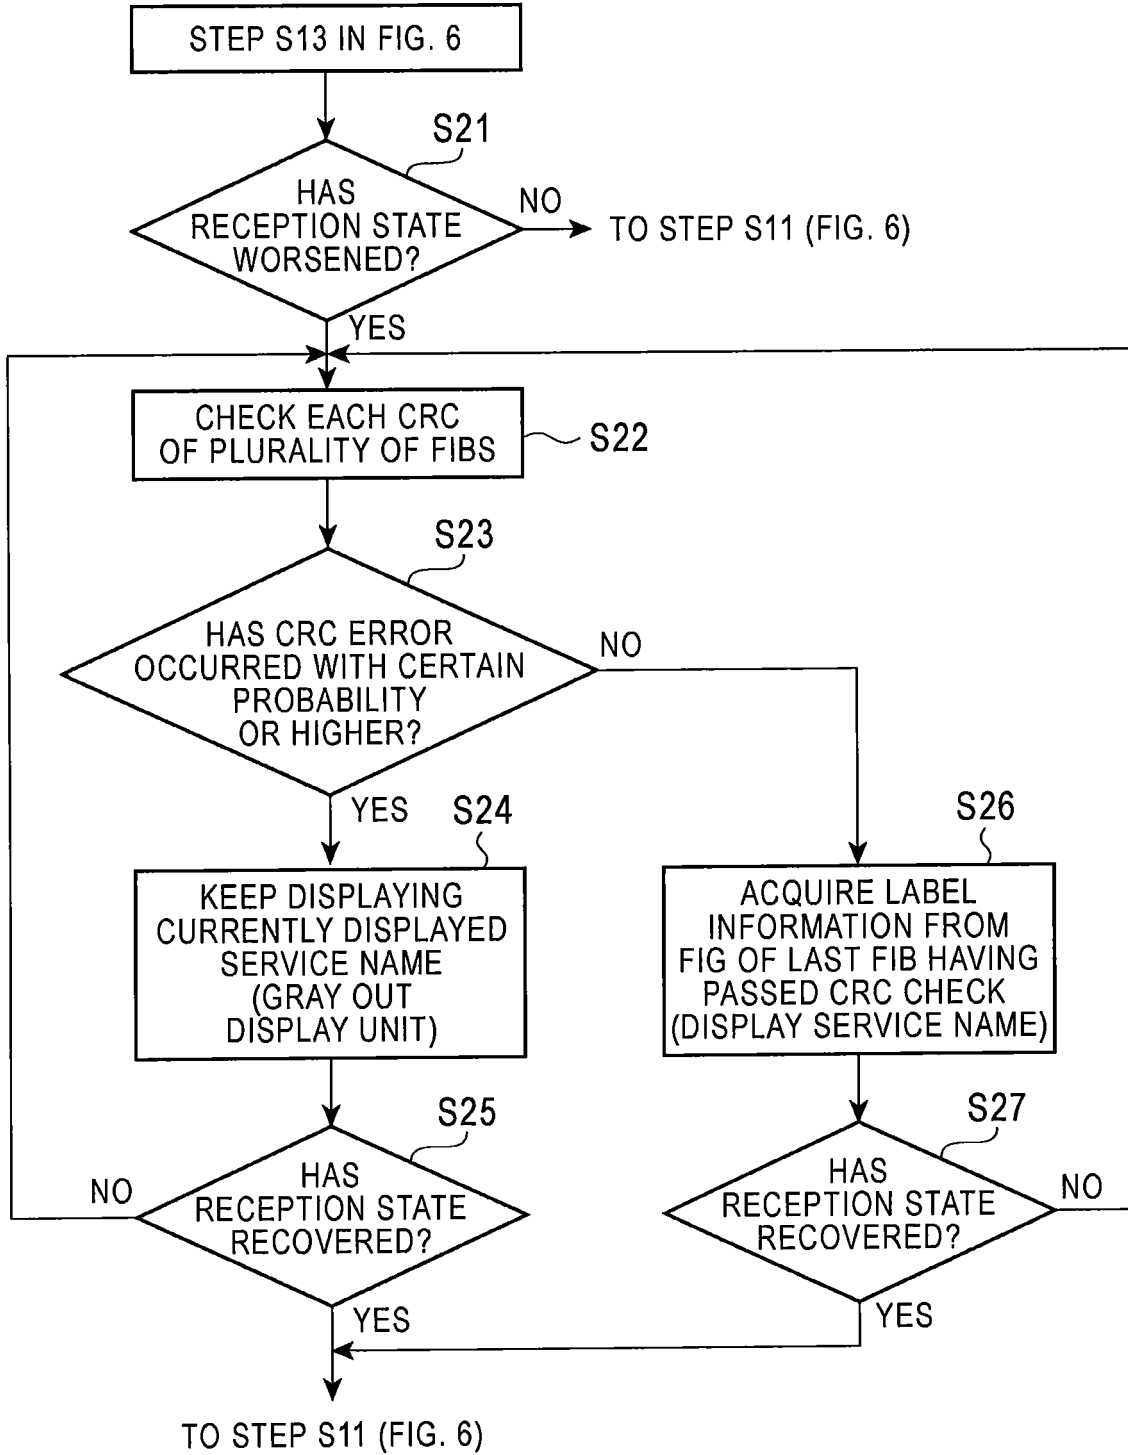 STEP S13 IN FIG. 6
S21
HAS
RECEPTION STATE
WORSENED?
NO
TO STEP S11 (FIG. 6)
YES
CHECK EACH CRC
OF PLURALITY OF FIBS
S22
S23
HAS CRC ERROR
OCCURRED WITH CERTAIN
PROBABILITY
OR HIGHER?
NO
YES
S24
KEEP DISPLAYING
CURRENTLY DISPLAYED
SERVICE NAME
(GRAY OUT
DISPLAY UNIT)
S26
ACQUIRE LABEL
INFORMATION FROM
FIG OF LAST FIB HAVING
PASSED CRC CHECK
(DISPLAY SERVICE NAME)
S25
HAS
RECEPTION STATE
RECOVERED?
NO
YES
S27
HAS
RECEPTION STATE
RECOVERED?
NO
YES
TO STEP S11 (FIG. 6)